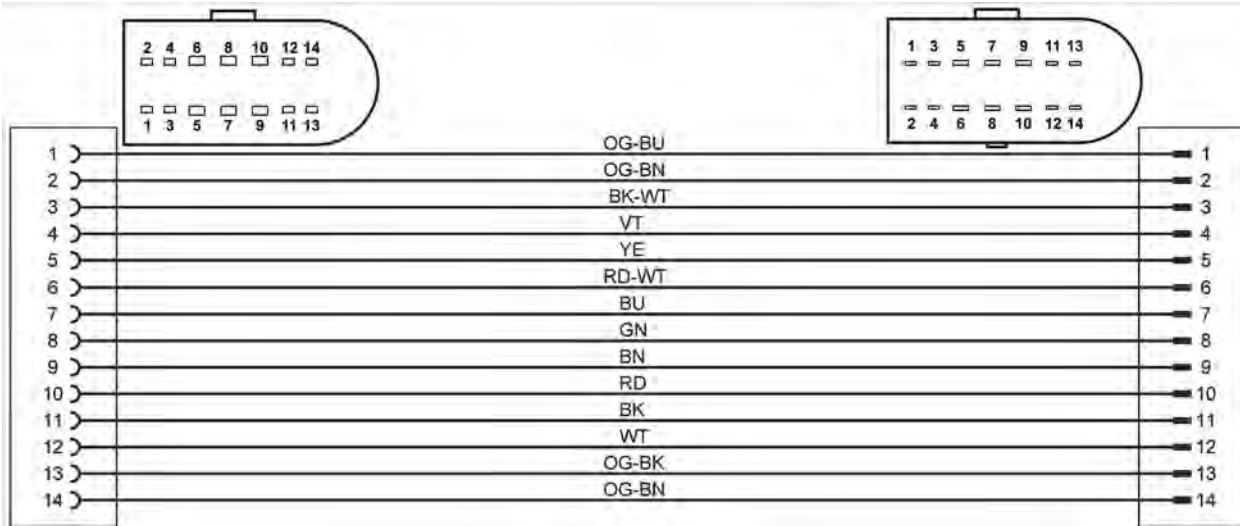 2 4 6 8 10 12 14
1 3 5 7 9 11 13
1 3 5 7 9 11 13
2 4 6 8 10 12 14
1 OG-BU 1
2 OG-BN 2
3 BK-WT 3
4 VT 4
5 YE 5
6 RD-WT 6
7 BU 7
8 GN 8
9 BN 9
10 RD 10
11 BK 11
12 WT 12
13 OG-BK 13
14 OG-BN 14